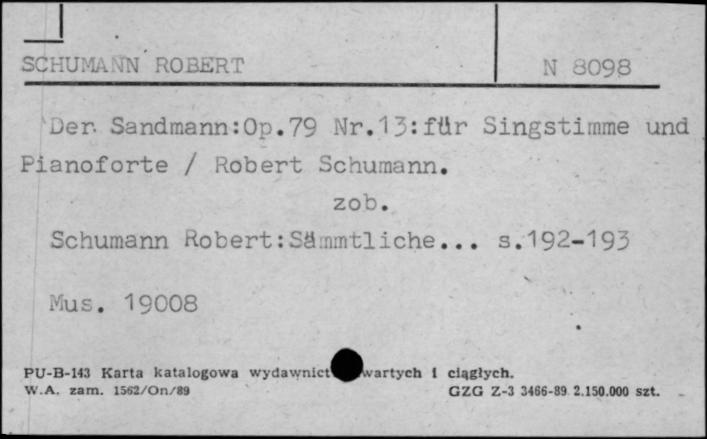 SCHUMANN ROBERT
N 8098
Der Sandmann:Op.79 Nr.13:für Singstimme und
Pianoforte / Robert Schumann.
zob.
Schumann Robert:Sämmtliche... s.192-193
Mus. 19008
PU-B-143 Karta katalogowa wydawnict wartych i ciągłych.
W.A. zam. 1562/On/89
GZG Z-3 3466-89 2.150.000 szt.